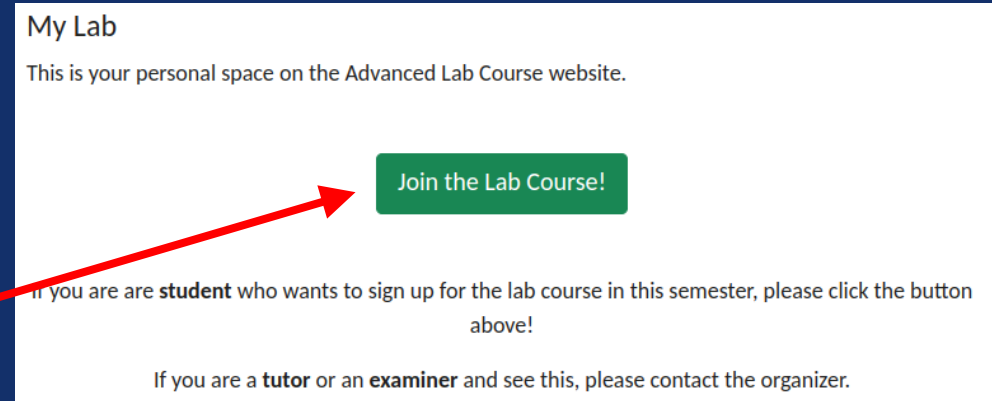 My Lab
This is your personal space on the Advanced Lab Course website.
Join the Lab Course!
If you are are student who wants to sign up for the lab course in this semester, please click the button
above!
If you are a tutor or an examiner and see this, please contact the organizer.